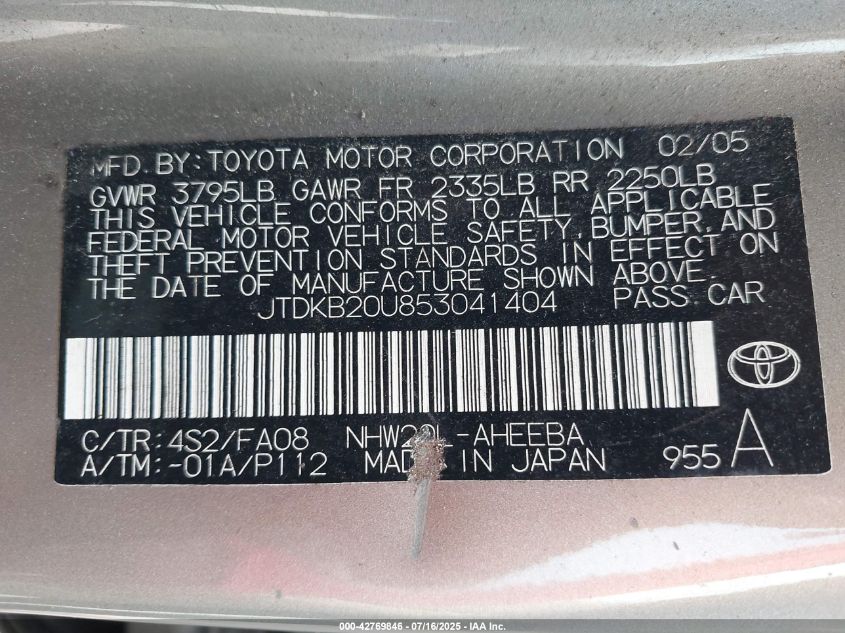 MFD. BY: TOYOTA MOTOR CORPORATION 02/05
GVWR 3795LB GAWR FR 2335LB RR 2250LB
THIS VEHICLE CONFORMS TO ALL APPLICABLE
FEDERAL MOTOR VEHICLE SAFETY, BUMPER, AND
THEFT PREVENTION STANDARDS IN EFFECT ON
THE DATE OF MANUFACTURE SHOWN ABOVE.
JTDKB20U853041404 PASS. CAR
C/TR: 4S2/FA08 NHW20L-AHEEBA
A/TM: -01A/P112 MADE IN JAPAN 955 A
000-42769846 - 07/16/2025 - IAA Inc.